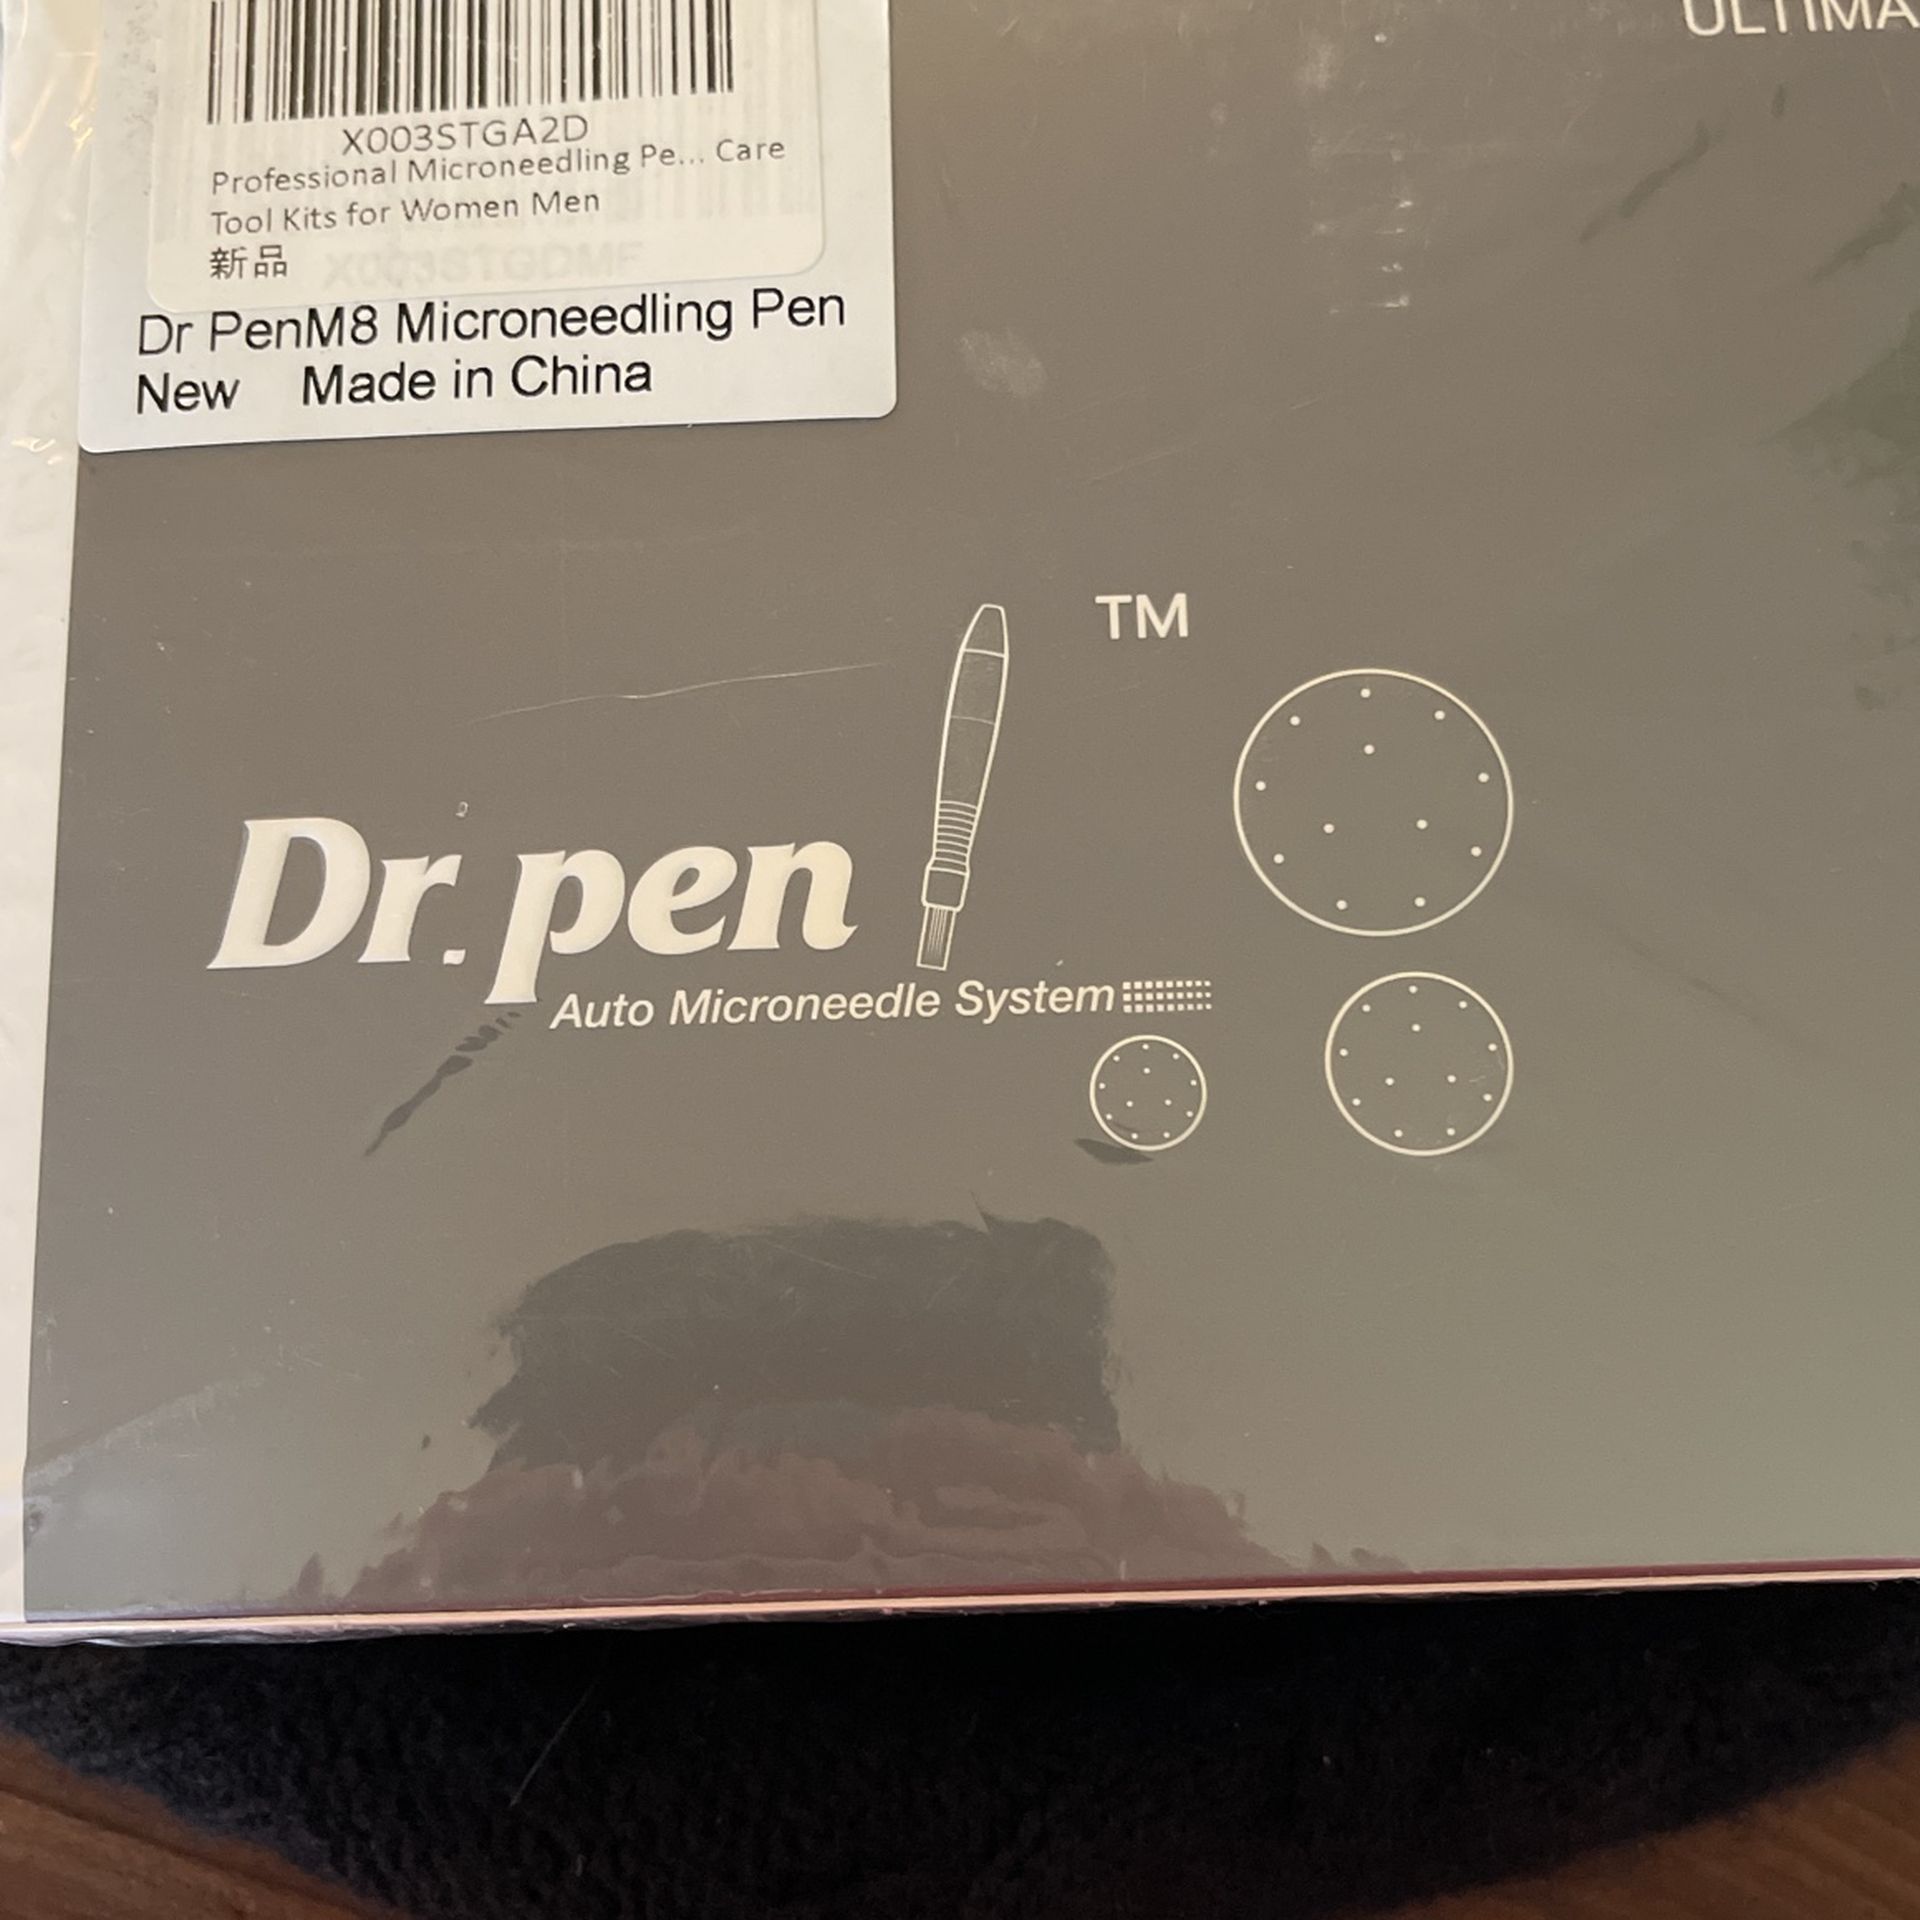 ULTIMA
X003STGA2D
Professional Microneedling Pe... Care
Tool Kits for Women Men
新品
X003STGDMF
Dr PenM8 Microneedling Pen
New Made in China
TM
Dr. pen
Auto Microneedle System